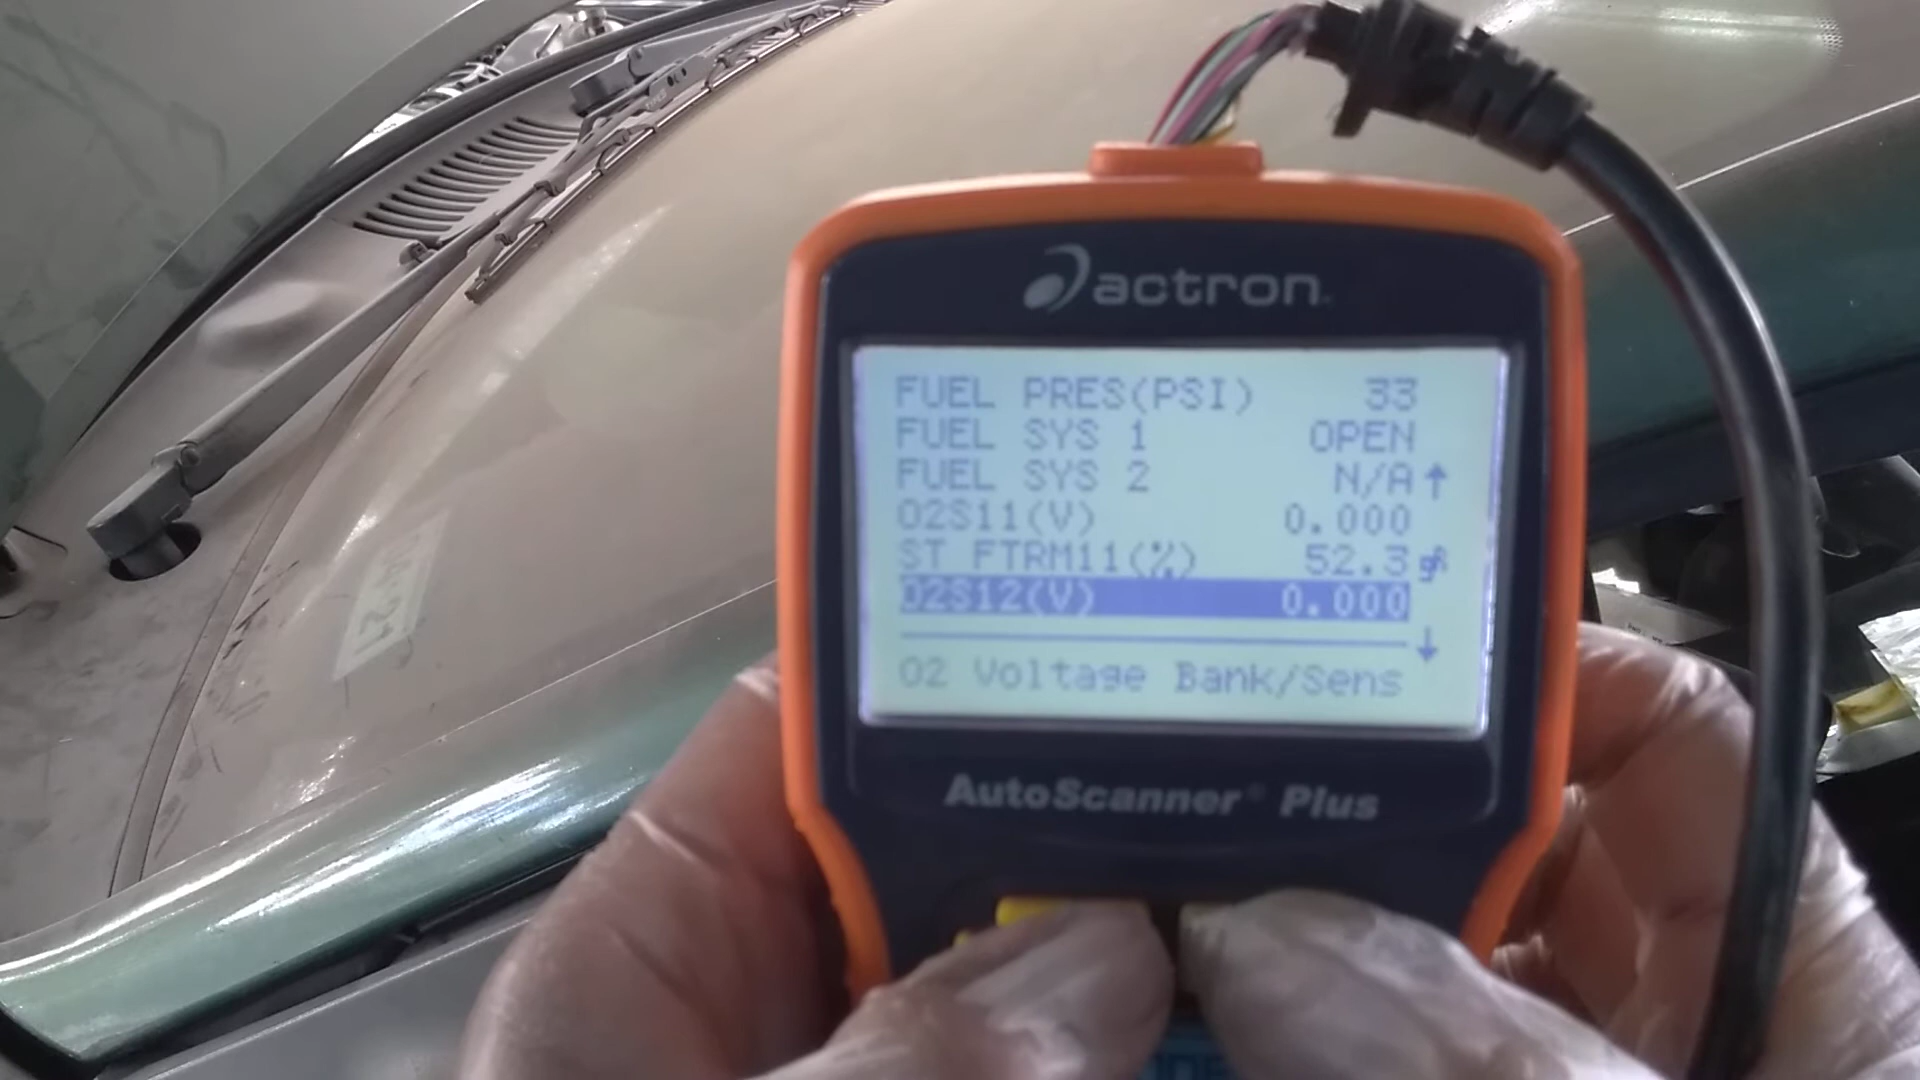 actron
FUEL PRES(PSI) 33
FUEL SYS 1 OPEN
FUEL SYS 2 N/A
O2S11(V) 0.000
ST FTRM11(%) 52.3
O2S12(V) 0.000
O2 Voltage Bank/Sens
AutoScanner® Plus